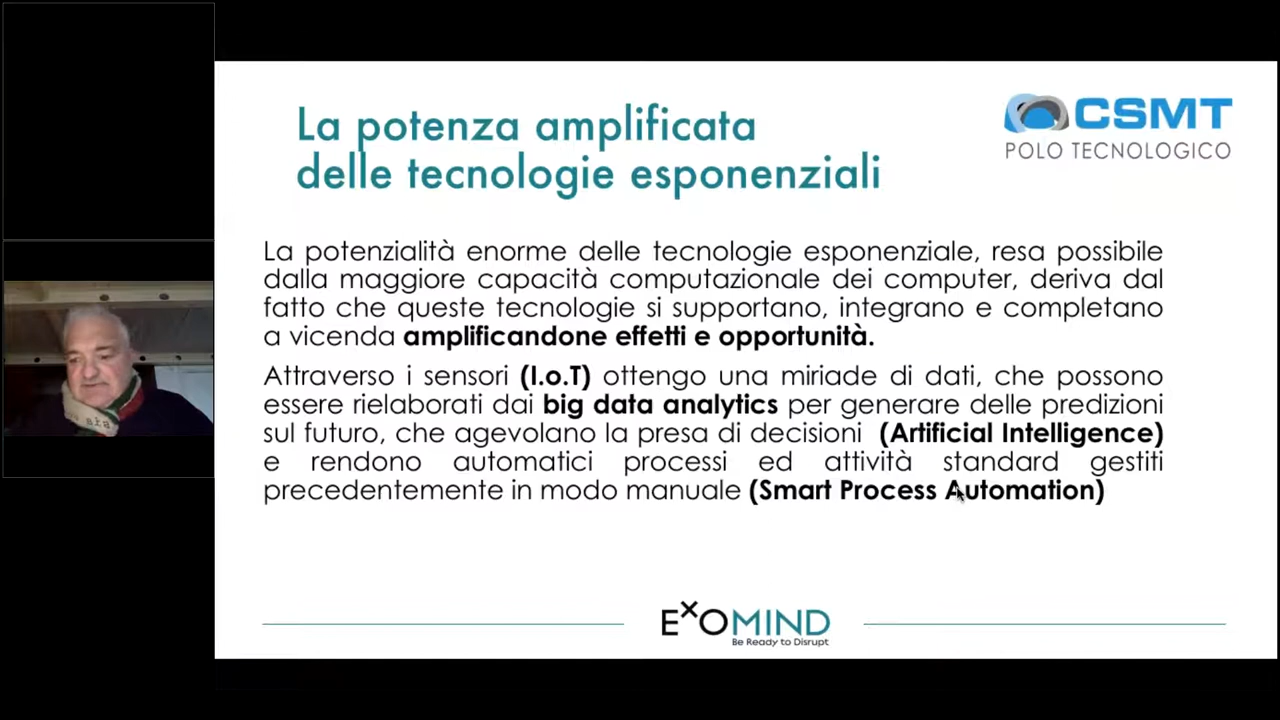 La potenza amplificata
delle tecnologie esponenziali
CSMT
POLO TECNOLOGICO
La potenzialità enorme delle tecnologie esponenziale, resa possibile
dalla maggiore capacità computazionale dei computer, deriva dal
fatto che queste tecnologie si supportano, integrano e completano
a vicenda amplificandone effetti e opportunità.
Attraverso i sensori (I.o.T) ottengo una miriade di dati, che possono
essere rielaborati dai big data analytics per generare delle predizioni
sul futuro, che agevolano la presa di decisioni (Artificial Intelligence)
e rendono automatici processi ed attività standard gestiti
precedentemente in modo manuale (Smart Process Automation)
EXOMIND
Be Ready to Disrupt